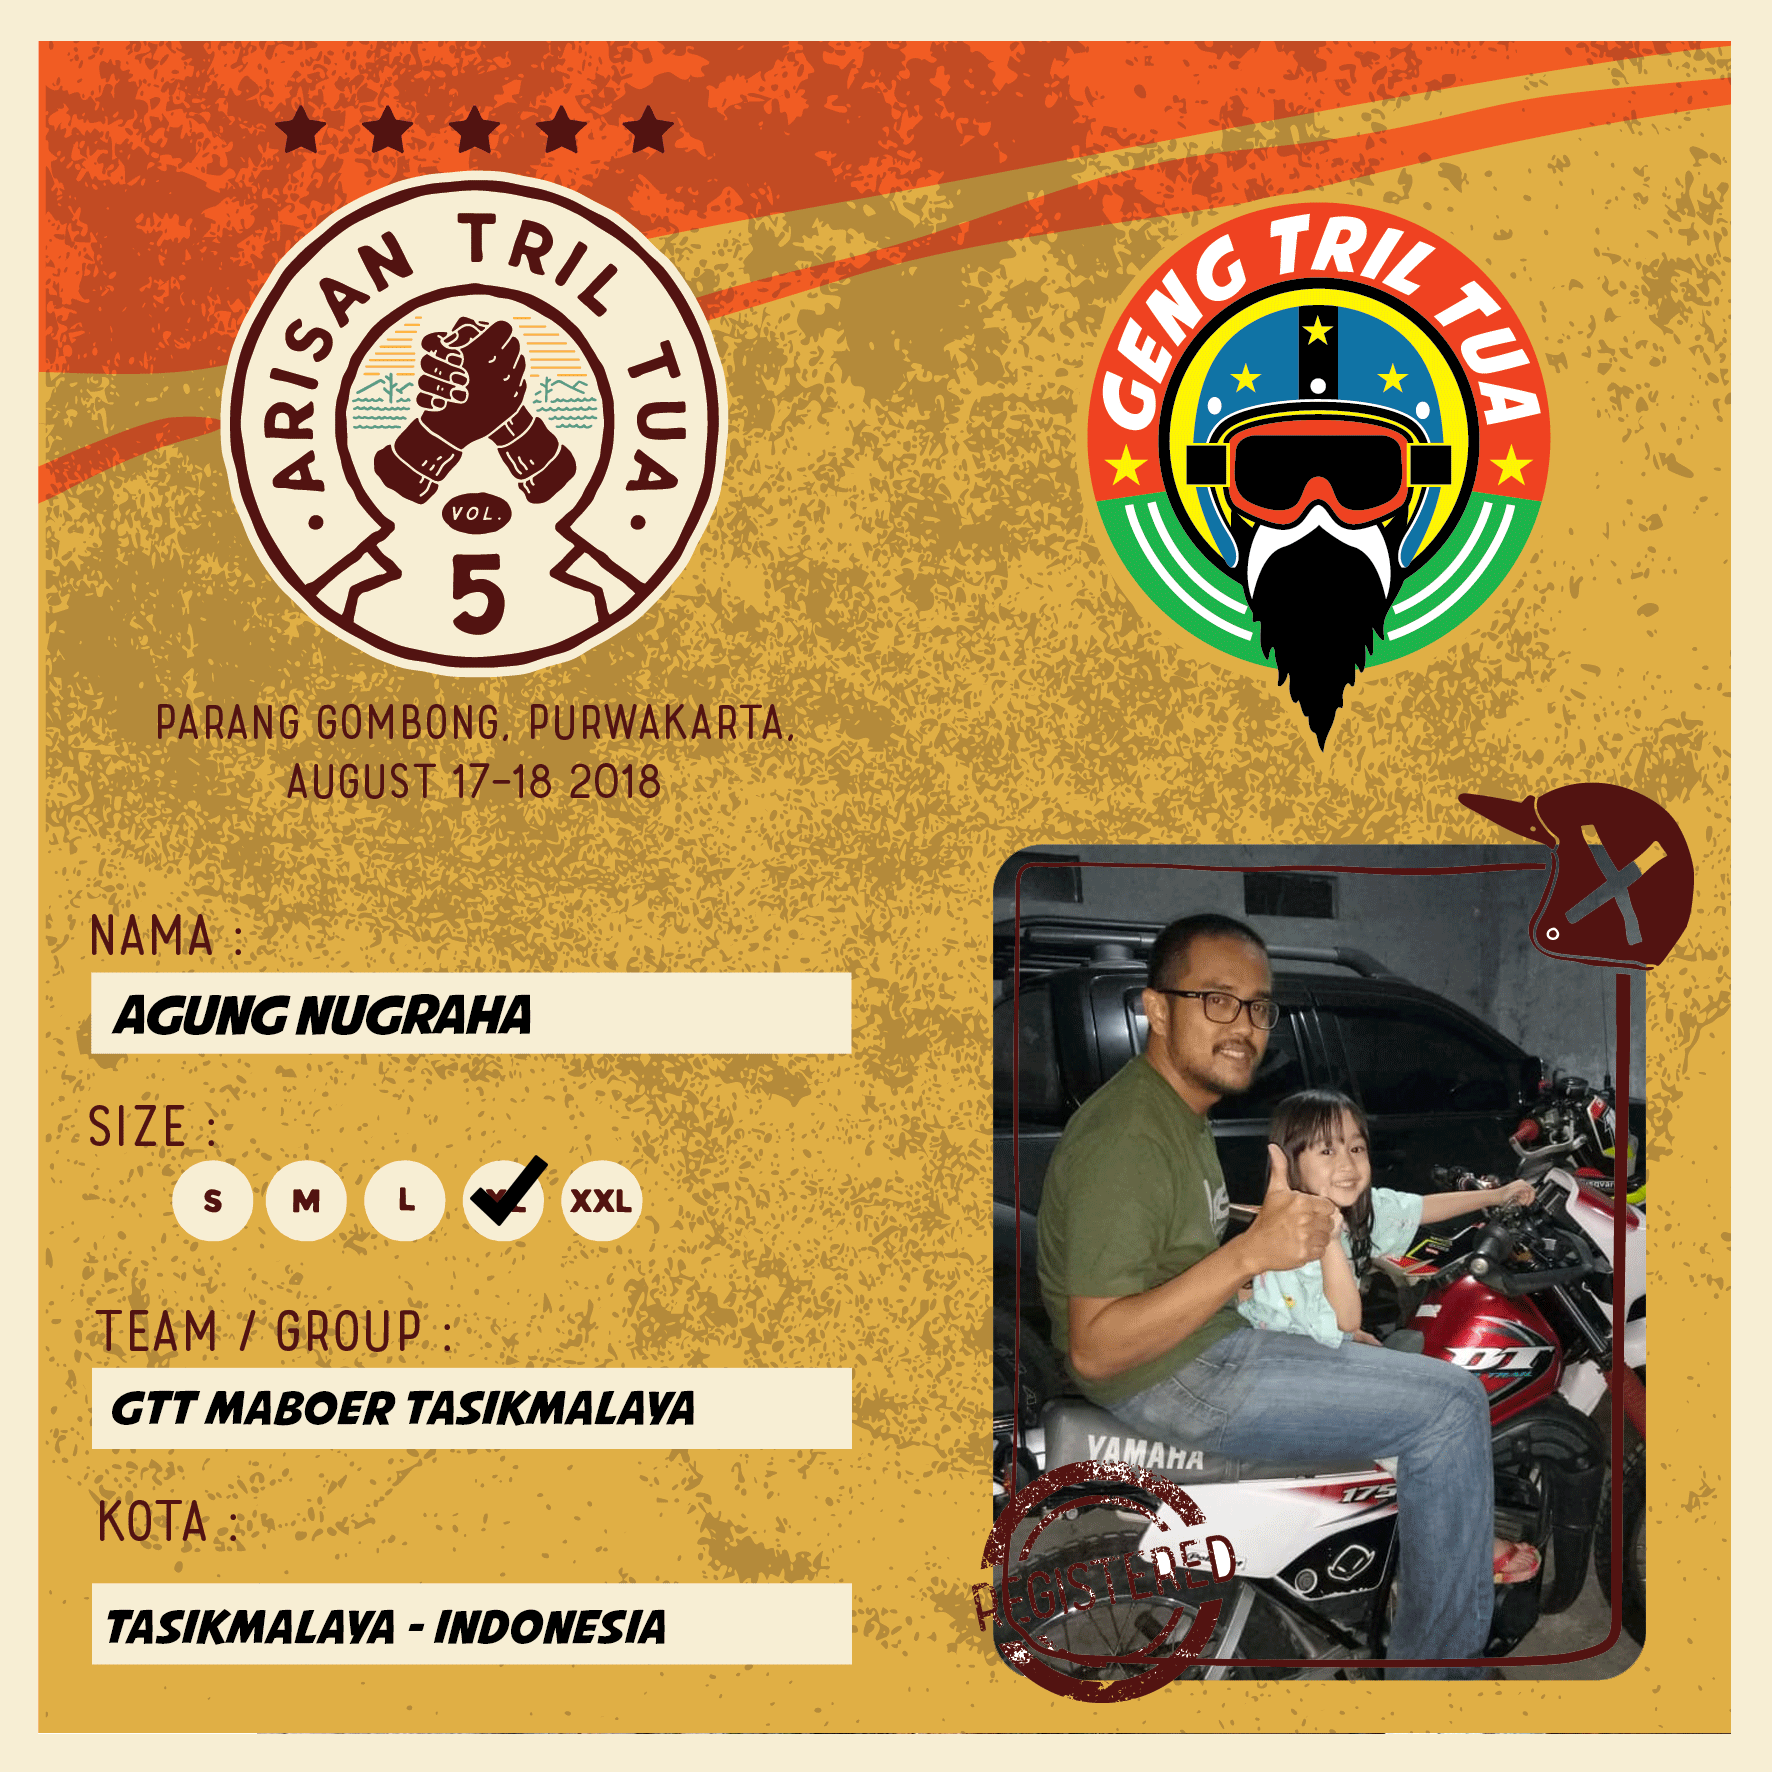 ARISAN TRIL TUA
VOL.
5
GENG TRIL TUA
PARANG GOMBONG, PURWAKARTA,
AUGUST 17-18 2018
NAMA :
AGUNG NUGRAHA
SIZE :
S M L XL XXL
TEAM / GROUP :
GTT MABOER TASIKMALAYA
KOTA :
TASIKMALAYA - INDONESIA
DT
YAMAHA
175
REGISTERED